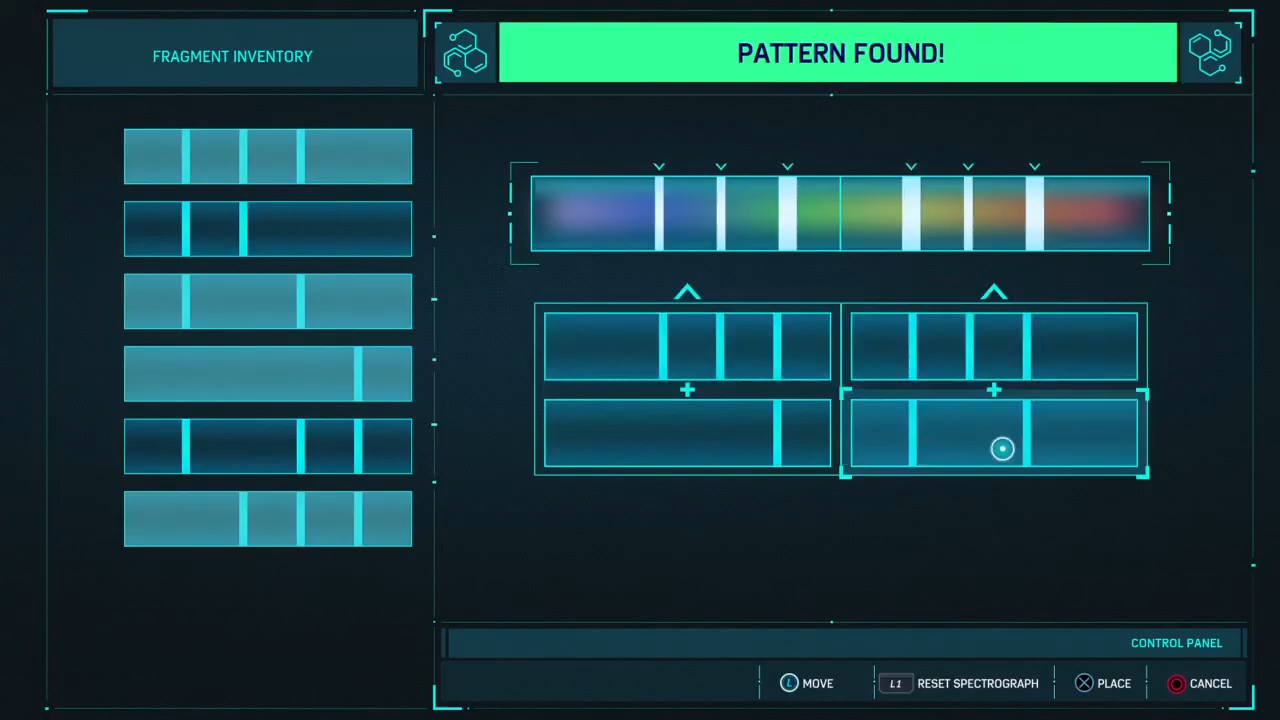 FRAGMENT INVENTORY
PATTERN FOUND!
CONTROL PANEL
L MOVE
L1 RESET SPECTROGRAPH
PLACE
CANCEL